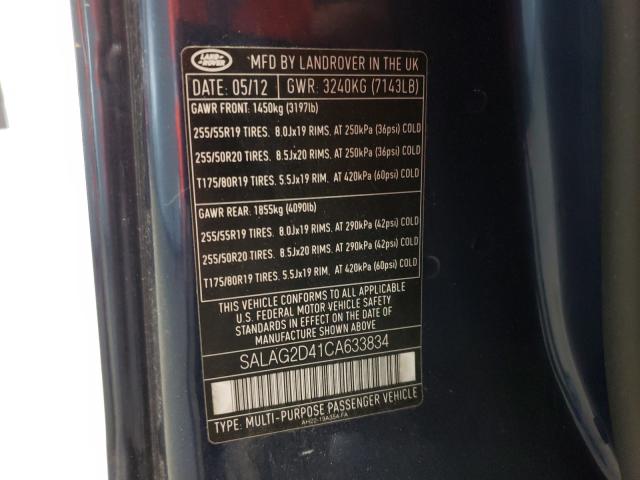 LAND-
ROVER
MFD BY LANDROVER IN THE UK
DATE: 05/12 GWR: 3240KG (7143LB)
GAWR FRONT: 1450kg (3197lb)
255/55R19 TIRES. 8.0Jx19 RIMS. AT 250kPa (36psi) COLD
255/50R20 TIRES. 8.5Jx20 RIMS. AT 250kPa (36psi) COLD
T175/80R19 TIRES. 5.5Jx19 RIM. AT 420kPa (60psi) COLD
GAWR REAR: 1855kg (4090lb)
255/55R19 TIRES. 8.0Jx19 RIMS. AT 290kPa (42psi) COLD
255/50R20 TIRES. 8.5Jx20 RIMS. AT 290kPa (42psi) COLD
T175/80R19 TIRES. 5.5Jx19 RIM. AT 420kPa (60psi) COLD
THIS VEHICLE CONFORMS TO ALL APPLICABLE
U.S. FEDERAL MOTOR VEHICLE SAFETY
STANDARDS IN EFFECT ON THE DATE OF
MANUFACTURE SHOWN ABOVE.
SALAG2D41CA633834
TYPE: MULTI-PURPOSE PASSENGER VEHICLE
AH22-19A354-FA